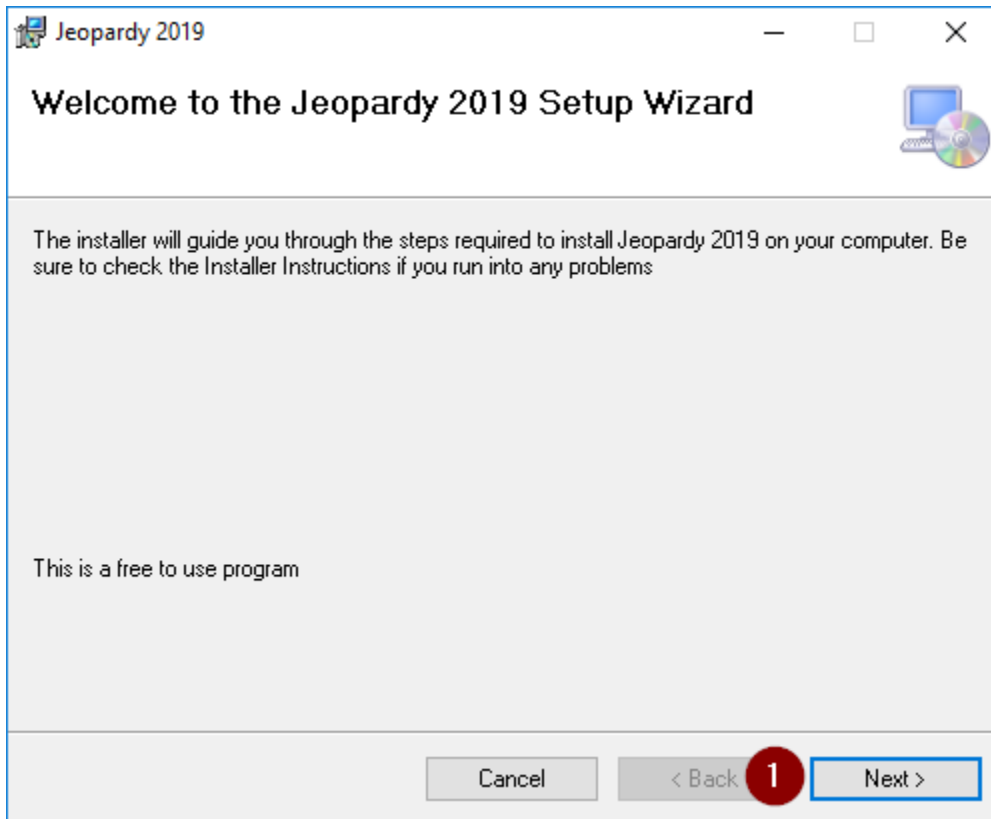 Jeopardy 2019
Welcome to the Jeopardy 2019 Setup Wizard
The installer will guide you through the steps required to install Jeopardy 2019 on your computer. Be
sure to check the Installer Instructions if you run into any problems
This is a free to use program
Cancel < Back 1 Next >